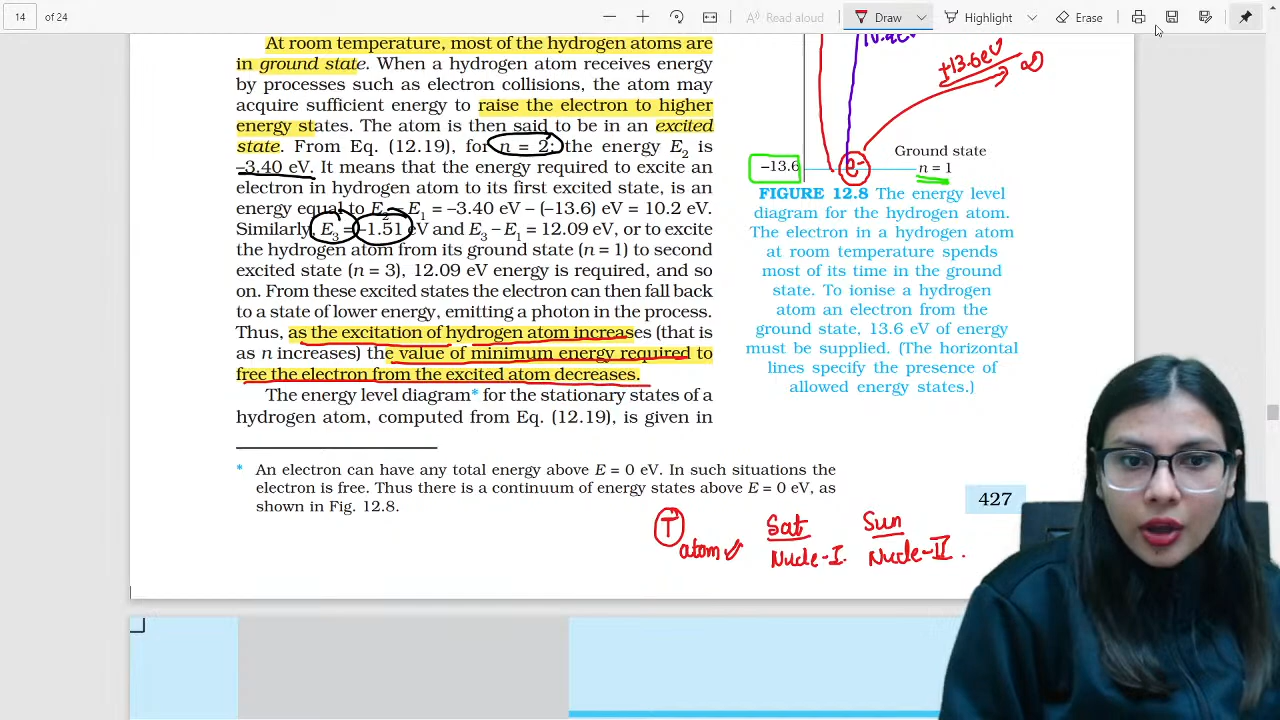 14 of 24
Read aloud
Draw
Highlight
Erase
At room temperature, most of the hydrogen atoms are
in ground state. When a hydrogen atom receives energy
by processes such as electron collisions, the atom may
acquire sufficient energy to raise the electron to higher
energy states. The atom is then said to be in an excited
state. From Eq. (12.19), for n = 2; the energy E2 is
–3.40 eV. It means that the energy required to excite an
electron in hydrogen atom to its first excited state, is an
energy equal to E2 – E1 = –3.40 eV – (–13.6) eV = 10.2 eV.
Similarly, E3 = –1.51 eV and E3 – E1 = 12.09 eV, or to excite
the hydrogen atom from its ground state (n = 1) to second
excited state (n = 3), 12.09 eV energy is required, and so
on. From these excited states the electron can then fall back
to a state of lower energy, emitting a photon in the process.
Thus, as the excitation of hydrogen atom increases (that is
as n increases) the value of minimum energy required to
free the electron from the excited atom decreases.
The energy level diagram* for the stationary states of a
hydrogen atom, computed from Eq. (12.19), is given in
+13.6eV
∞
e-
–13.6
Ground state
n = 1
FIGURE 12.8 The energy level
diagram for the hydrogen atom.
The electron in a hydrogen atom
at room temperature spends
most of its time in the ground
state. To ionise a hydrogen
atom an electron from the
ground state, 13.6 eV of energy
must be supplied. (The horizontal
lines specify the presence of
allowed energy states.)
* An electron can have any total energy above E = 0 eV. In such situations the
electron is free. Thus there is a continuum of energy states above E = 0 eV, as
shown in Fig. 12.8.
427
T Sat Sun
atom Nucle-I. Nucle-II.